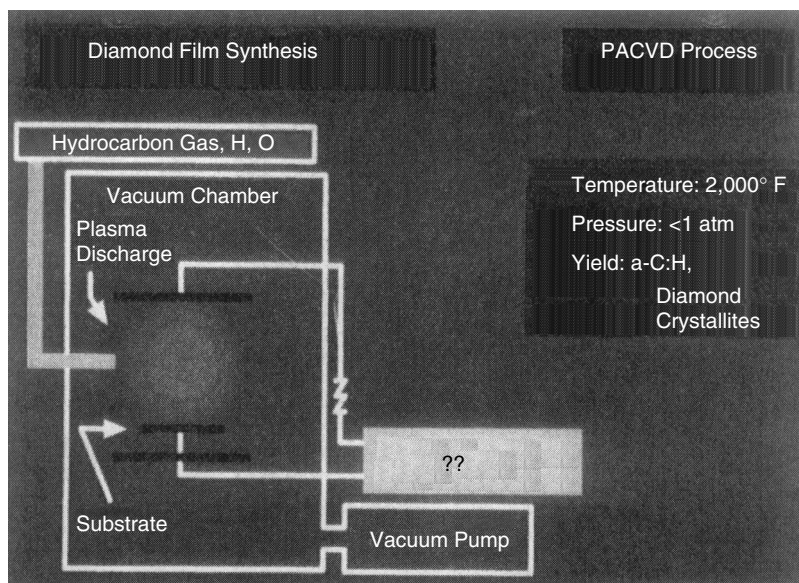 Diamond Film Synthesis
PACVD Process
Hydrocarbon Gas, H, O
Vacuum Chamber
Plasma
Discharge
Temperature: 2,000° F
Pressure: <1 atm
Yield: a-C:H,
Diamond
Crystallites
??
Substrate
Vacuum Pump